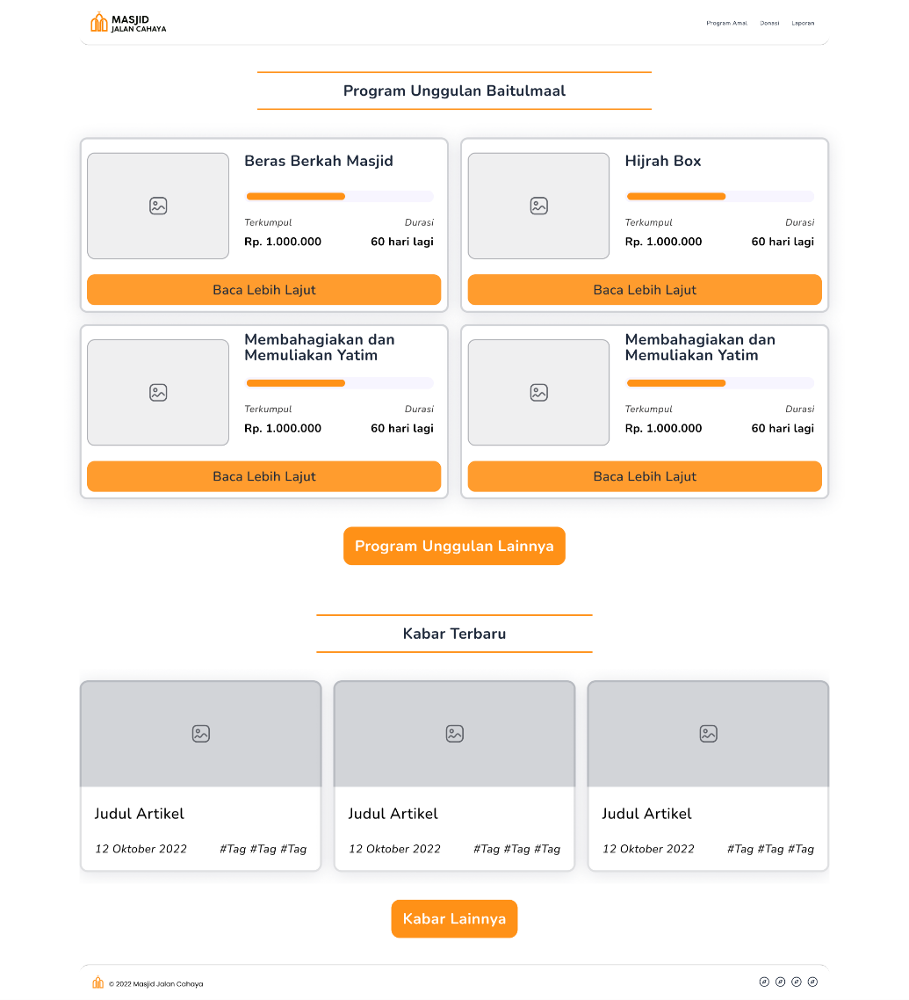 MASJID
JALAN CAHAYA
Program Amal Donasi Laporan
Program Unggulan Baitulmaal
Beras Berkah Masjid
Terkumpul Durasi
Rp. 1.000.000 60 hari lagi
Baca Lebih Lajut
Hijrah Box
Terkumpul Durasi
Rp. 1.000.000 60 hari lagi
Baca Lebih Lajut
Membahagiakan dan
Memuliakan Yatim
Terkumpul Durasi
Rp. 1.000.000 60 hari lagi
Baca Lebih Lajut
Membahagiakan dan
Memuliakan Yatim
Terkumpul Durasi
Rp. 1.000.000 60 hari lagi
Baca Lebih Lajut
Program Unggulan Lainnya
Kabar Terbaru
Judul Artikel
12 Oktober 2022 #Tag #Tag #Tag
Judul Artikel
12 Oktober 2022 #Tag #Tag #Tag
Judul Artikel
12 Oktober 2022 #Tag #Tag #Tag
Kabar Lainnya
© 2022 Masjid Jalan Cahaya